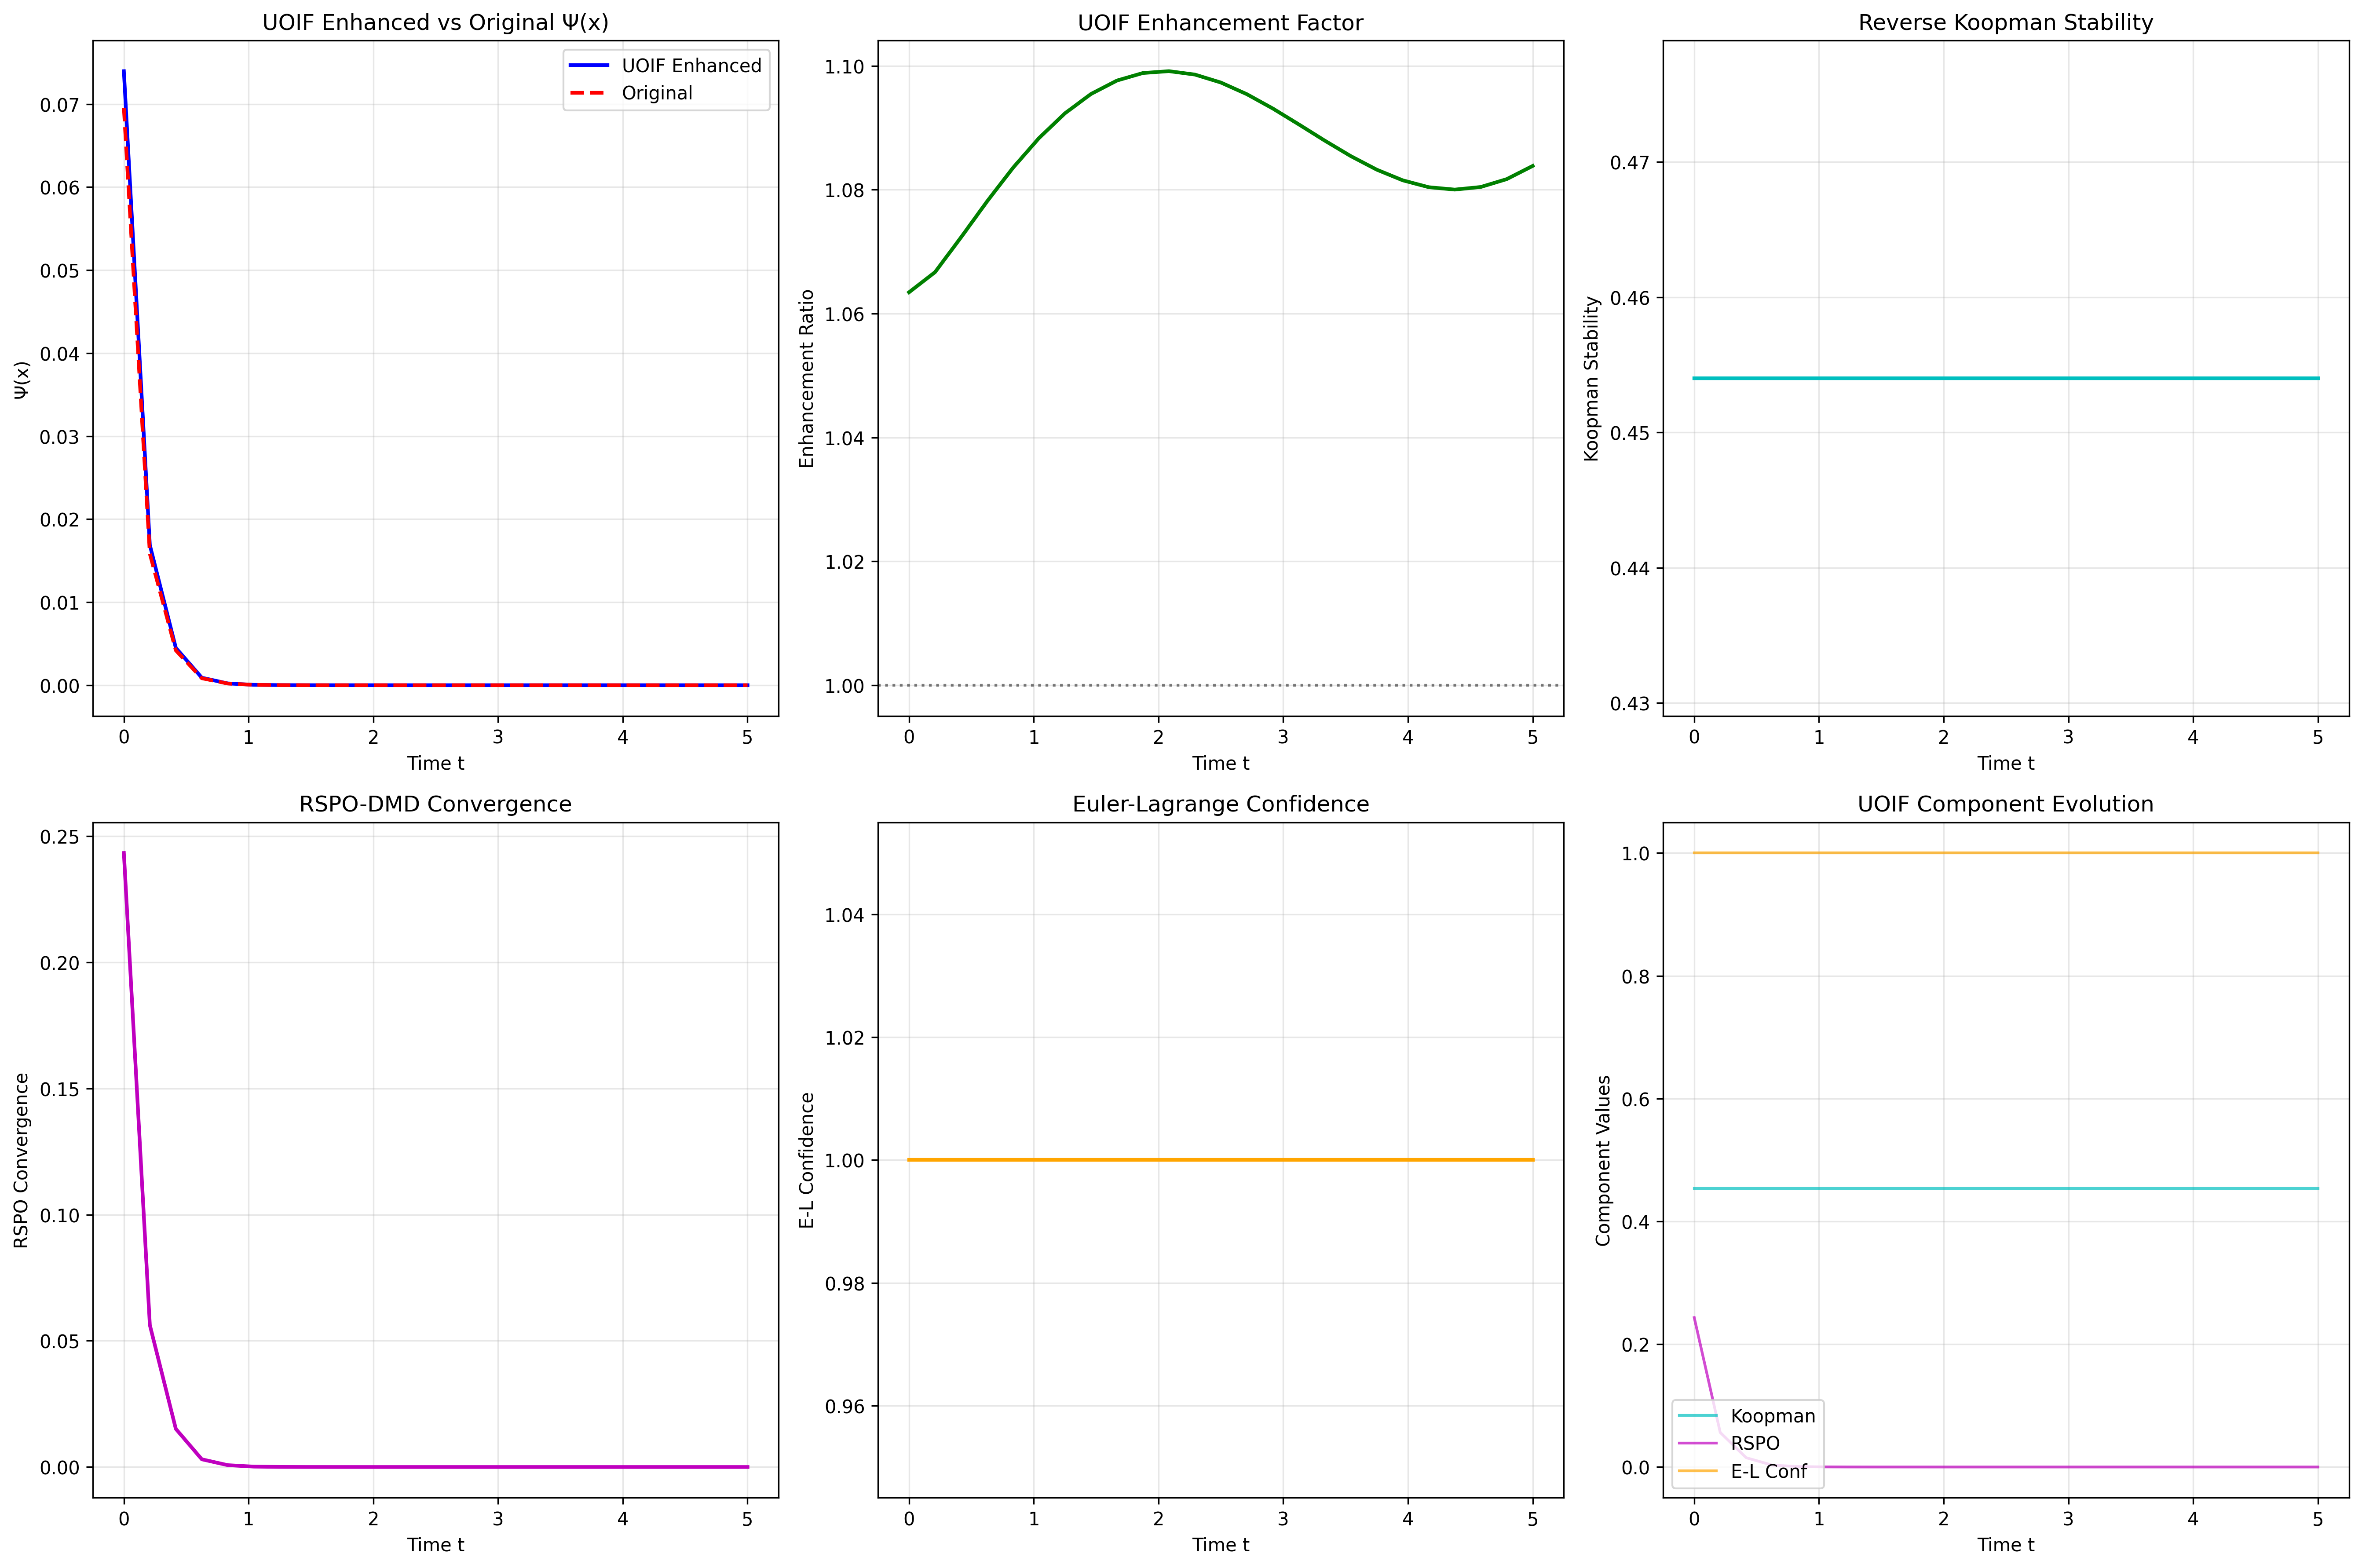 UOIF Enhanced vs Original Ψ(x)
UOIF Enhanced
Original
Ψ(x)
0.07
0.06
0.05
0.04
0.03
0.02
0.01
0.00
0 1 2 3 4 5
Time t
UOIF Enhancement Factor
Enhancement Ratio
1.10
1.08
1.06
1.04
1.02
1.00
0 1 2 3 4 5
Time t
Reverse Koopman Stability
Koopman Stability
0.47
0.46
0.45
0.44
0.43
0 1 2 3 4 5
Time t
RSPO-DMD Convergence
RSPO Convergence
0.25
0.20
0.15
0.10
0.05
0.00
0 1 2 3 4 5
Time t
Euler-Lagrange Confidence
E-L Confidence
1.04
1.02
1.00
0.98
0.96
0 1 2 3 4 5
Time t
UOIF Component Evolution
Component Values
1.0
0.8
0.6
0.4
0.2
0.0
Koopman
RSPO
E-L Conf
0 1 2 3 4 5
Time t